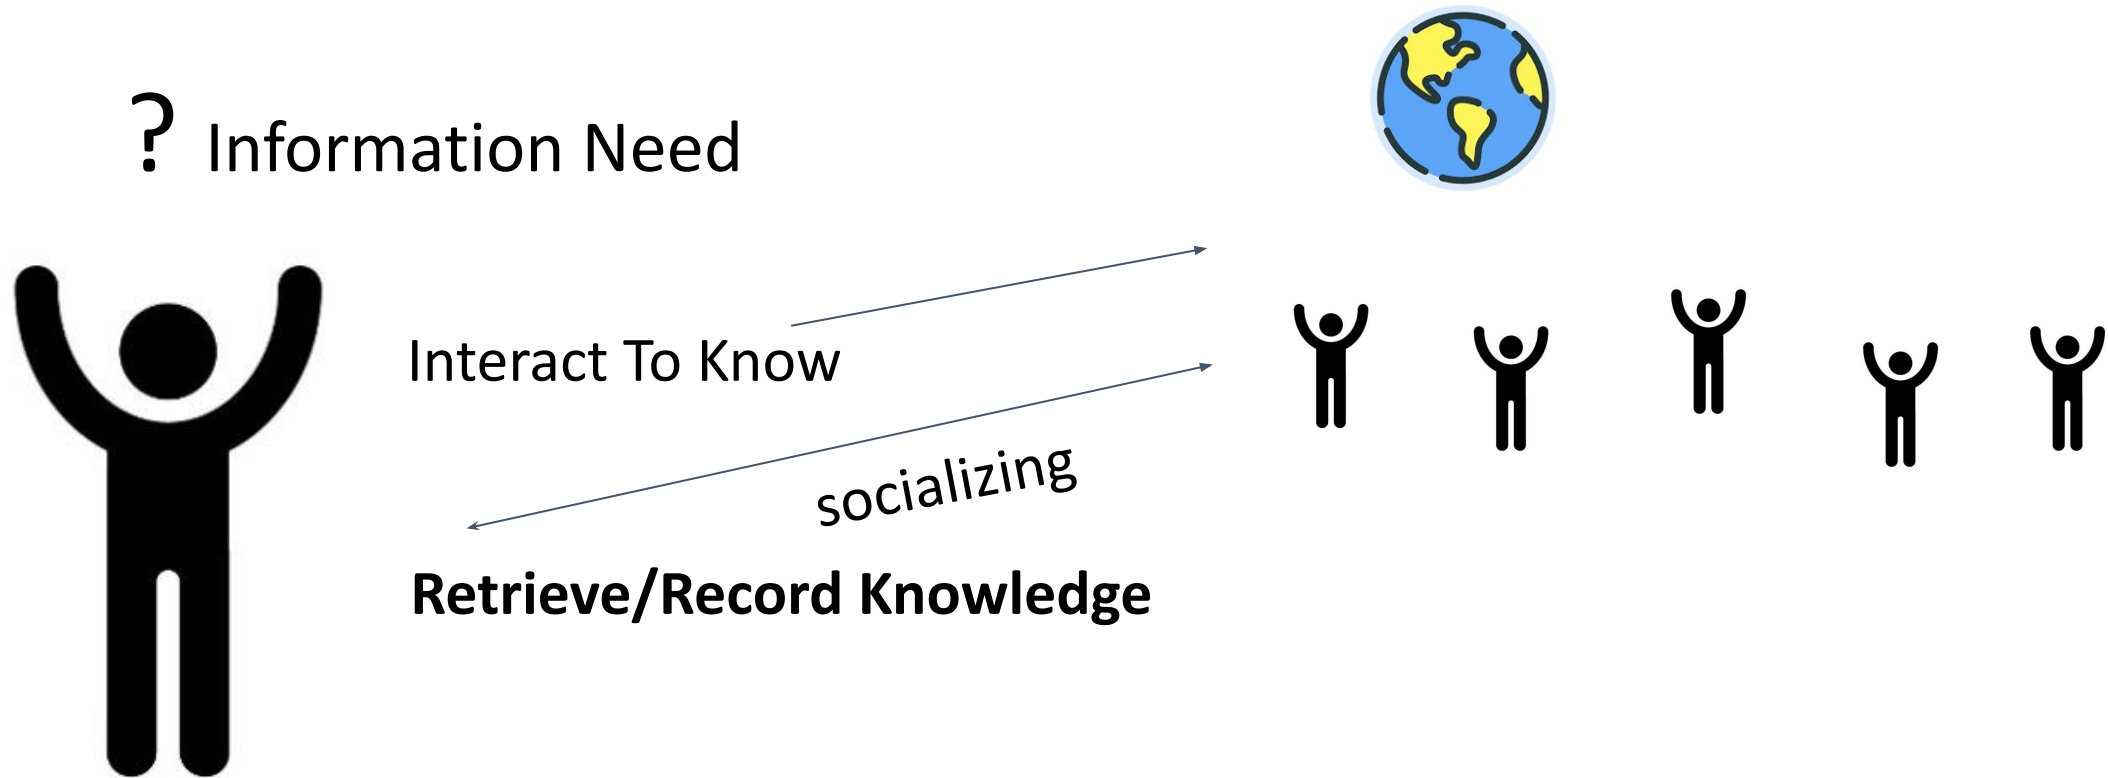 ? Information Need
Interact To Know
socializing
Retrieve/Record Knowledge